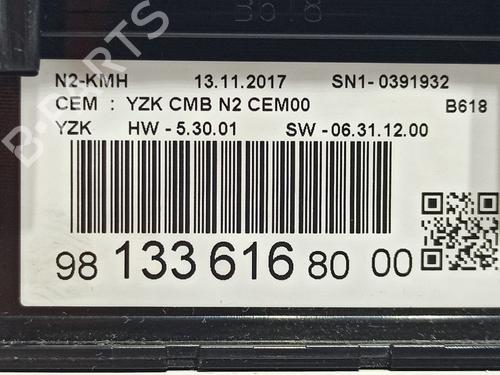 3618
N2-KMH 13.11.2017 SN1- 0391932
CEM : YZK CMB N2 CEM00 B618
YZK HW - 5.30.01 SW - 06.31.12.00
98 133 616 80 00
B-PARTS